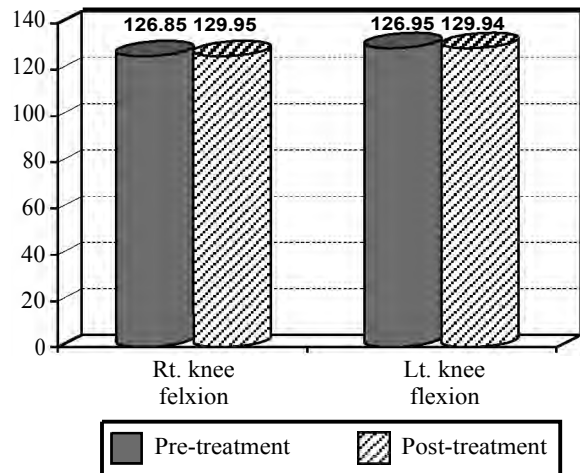 126.85 129.95 126.95 129.94
140
120
100
80
60
40
20
0
Rt. knee
felxion
Lt. knee
flexion
Pre-treatment Post-treatment